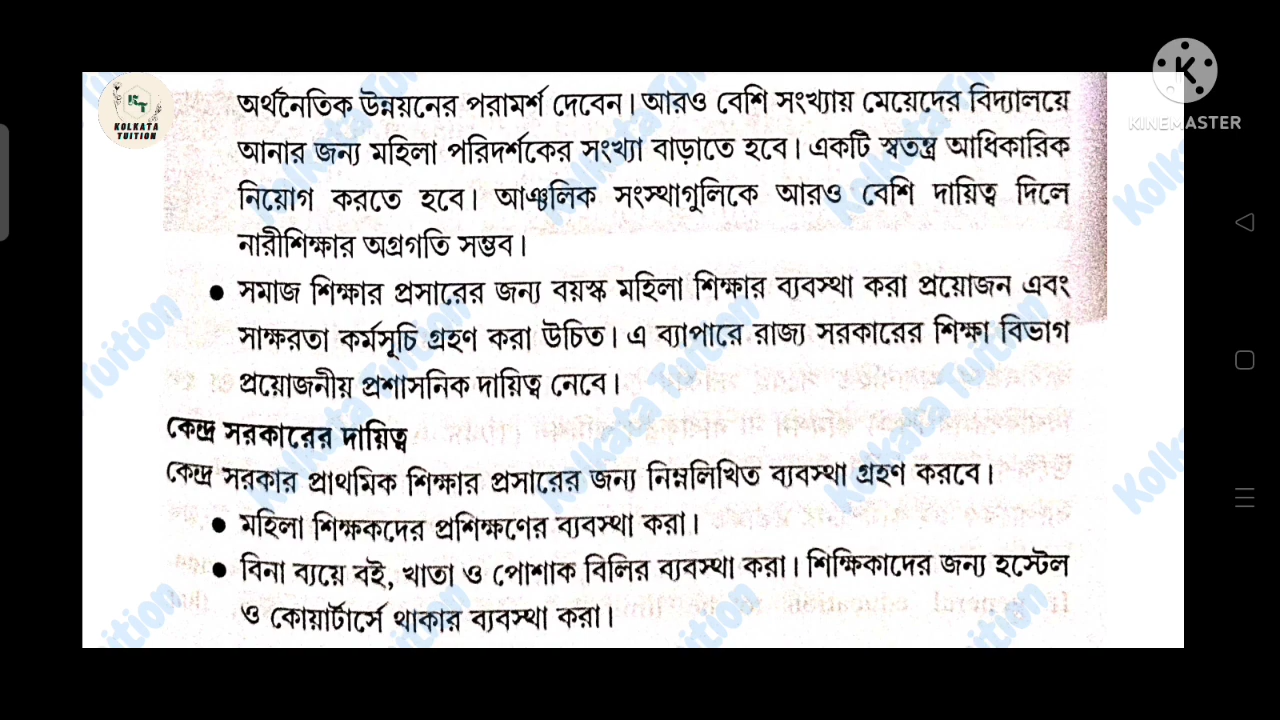 KOLKATA
TUITION
KINEMASTER
অর্থনৈতিক উন্নয়নের পরামর্শ দেবেন। আরও বেশি সংখ্যায় মেয়েদের বিদ্যালয়ে
আনার জন্য মহিলা পরিদর্শকের সংখ্যা বাড়াতে হবে। একটি স্বতন্ত্র আধিকারিক
নিয়োগ করতে হবে। আঞ্চলিক সংস্থাগুলিকে আরও বেশি দায়িত্ব দিলে
নারীশিক্ষার অগ্রগতি সম্ভব।
● সমাজ শিক্ষার প্রসারের জন্য বয়স্ক মহিলা শিক্ষার ব্যবস্থা করা প্রয়োজন এবং
সাক্ষরতা কর্মসূচি গ্রহণ করা উচিত। এ ব্যাপারে রাজ্য সরকারের শিক্ষা বিভাগ
প্রয়োজনীয় প্রশাসনিক দায়িত্ব নেবে।
কেন্দ্র সরকারের দায়িত্ব
কেন্দ্র সরকার প্রাথমিক শিক্ষার প্রসারের জন্য নিম্নলিখিত ব্যবস্থা গ্রহণ করবে।
● মহিলা শিক্ষকদের প্রশিক্ষণের ব্যবস্থা করা।
● বিনা ব্যয়ে বই, খাতা ও পোশাক বিলির ব্যবস্থা করা। শিক্ষিকাদের জন্য হস্টেল
ও কোয়ার্টার্সে থাকার ব্যবস্থা করা।